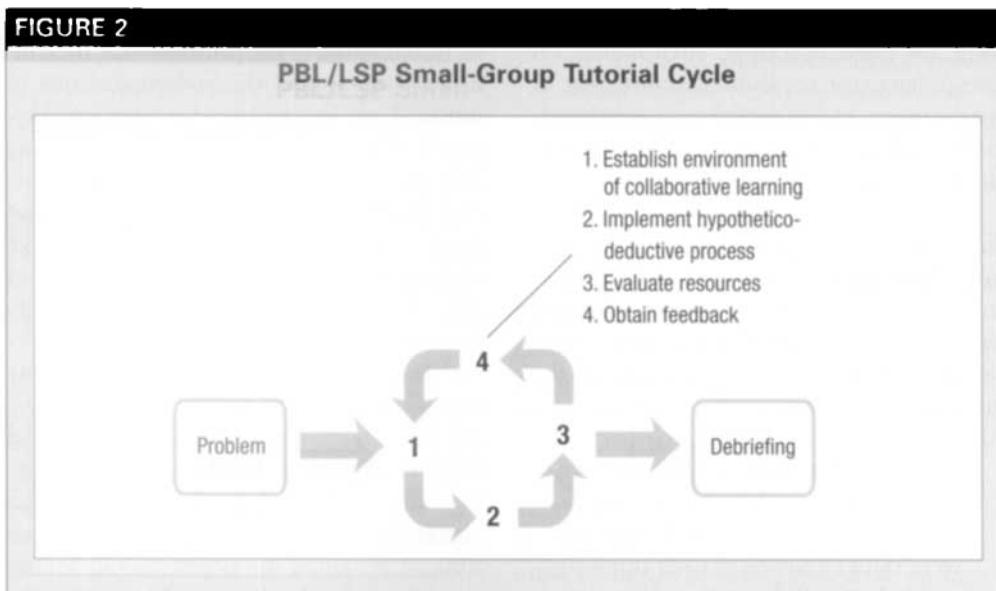 FIGURE 2
PBL/LSP Small-Group Tutorial Cycle
1. Establish environment
of collaborative learning
2. Implement hypothetico-
deductive process
3. Evaluate resources
4. Obtain feedback
4
Problem
1
3
Debriefing
2